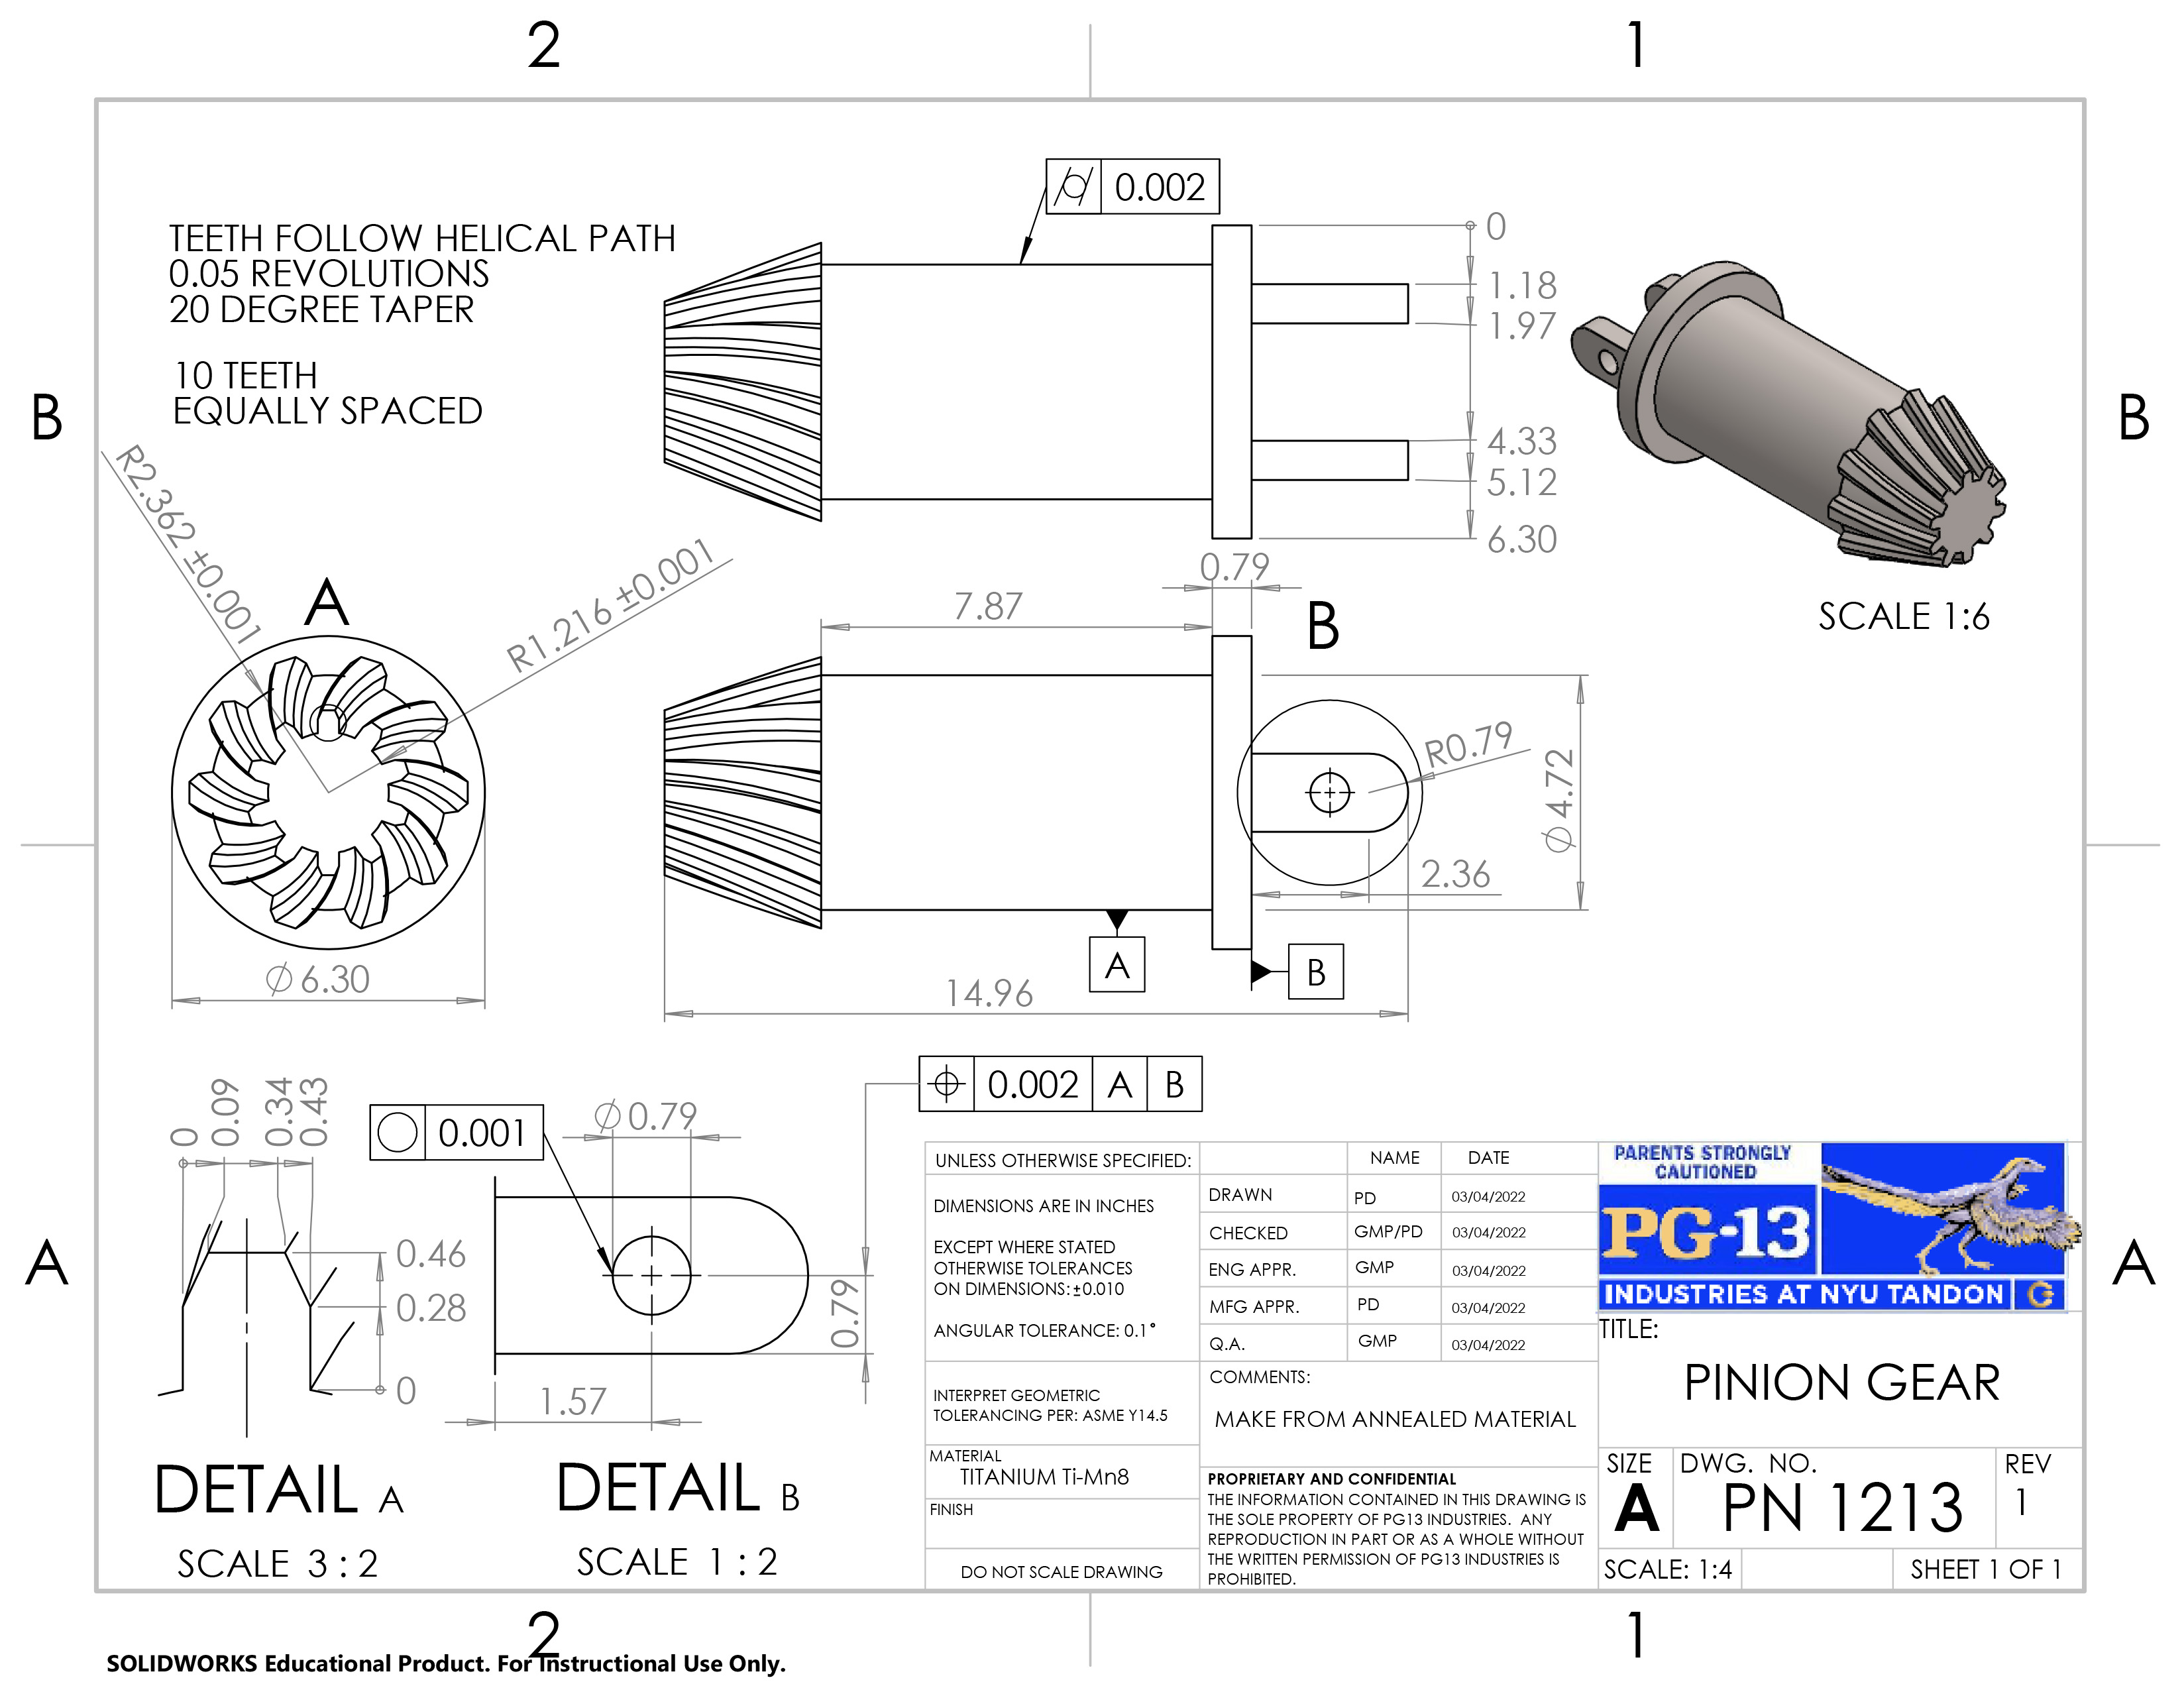 2
1
B
B
TEETH FOLLOW HELICAL PATH
0.05 REVOLUTIONS
20 DEGREE TAPER
10 TEETH
EQUALLY SPACED
0.002
0
1.18
1.97
4.33
5.12
6.30
SCALE 1:6
R2.362 ±0.001
R1.216 ±0.001
A
⌀6.30
7.87
0.79
B
R0.79
⌀4.72
2.36
A
B
14.96
A
A
0
0.09
0.34
0.43
0.46
0.28
0
DETAIL A
SCALE 3 : 2
0.001
⌀0.79
0.002 A B
0.79
1.57
DETAIL B
SCALE 1 : 2
UNLESS OTHERWISE SPECIFIED:
DIMENSIONS ARE IN INCHES
EXCEPT WHERE STATED
OTHERWISE TOLERANCES
ON DIMENSIONS: ±0.010
ANGULAR TOLERANCE: 0.1°
INTERPRET GEOMETRIC
TOLERANCING PER: ASME Y14.5
MATERIAL
TITANIUM Ti-Mn8
FINISH
DO NOT SCALE DRAWING
NAME DATE
DRAWN PD 03/04/2022
CHECKED GMP/PD 03/04/2022
ENG APPR. GMP 03/04/2022
MFG APPR. PD 03/04/2022
Q.A. GMP 03/04/2022
COMMENTS:
MAKE FROM ANNEALED MATERIAL
PROPRIETARY AND CONFIDENTIAL
THE INFORMATION CONTAINED IN THIS DRAWING IS
THE SOLE PROPERTY OF PG13 INDUSTRIES. ANY
REPRODUCTION IN PART OR AS A WHOLE WITHOUT
THE WRITTEN PERMISSION OF PG13 INDUSTRIES IS
PROHIBITED.
PARENTS STRONGLY
CAUTIONED
PG-13
INDUSTRIES AT NYU TANDON
TITLE:
PINION GEAR
SIZE
A
DWG. NO.
PN 1213
REV
1
SCALE: 1:4
SHEET 1 OF 1
2
1
SOLIDWORKS Educational Product. For Instructional Use Only.